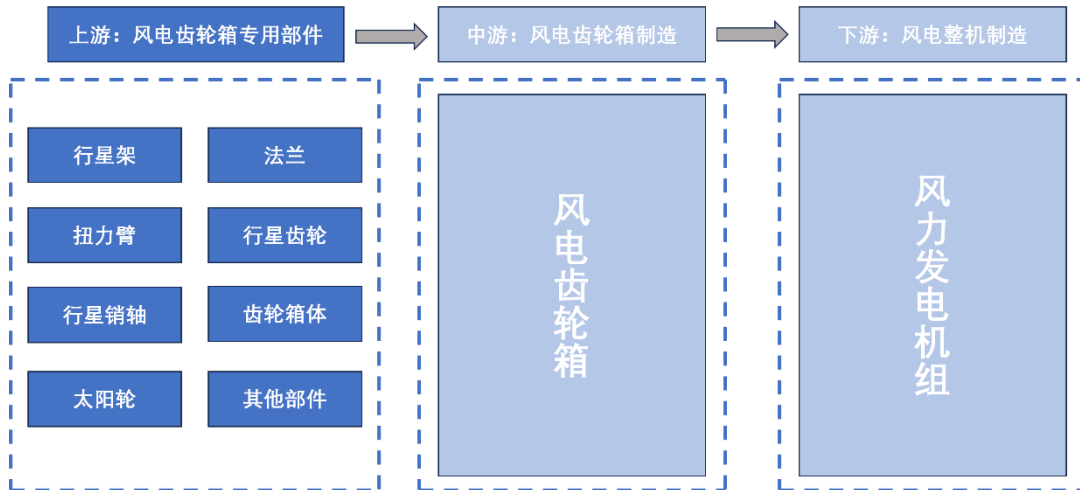 上游：风电齿轮箱专用部件
中游：风电齿轮箱制造
下游：风电整机制造
行星架
法兰
扭力臂
行星齿轮
行星销轴
齿轮箱体
太阳轮
其他部件
风电齿轮箱
风力发电机组